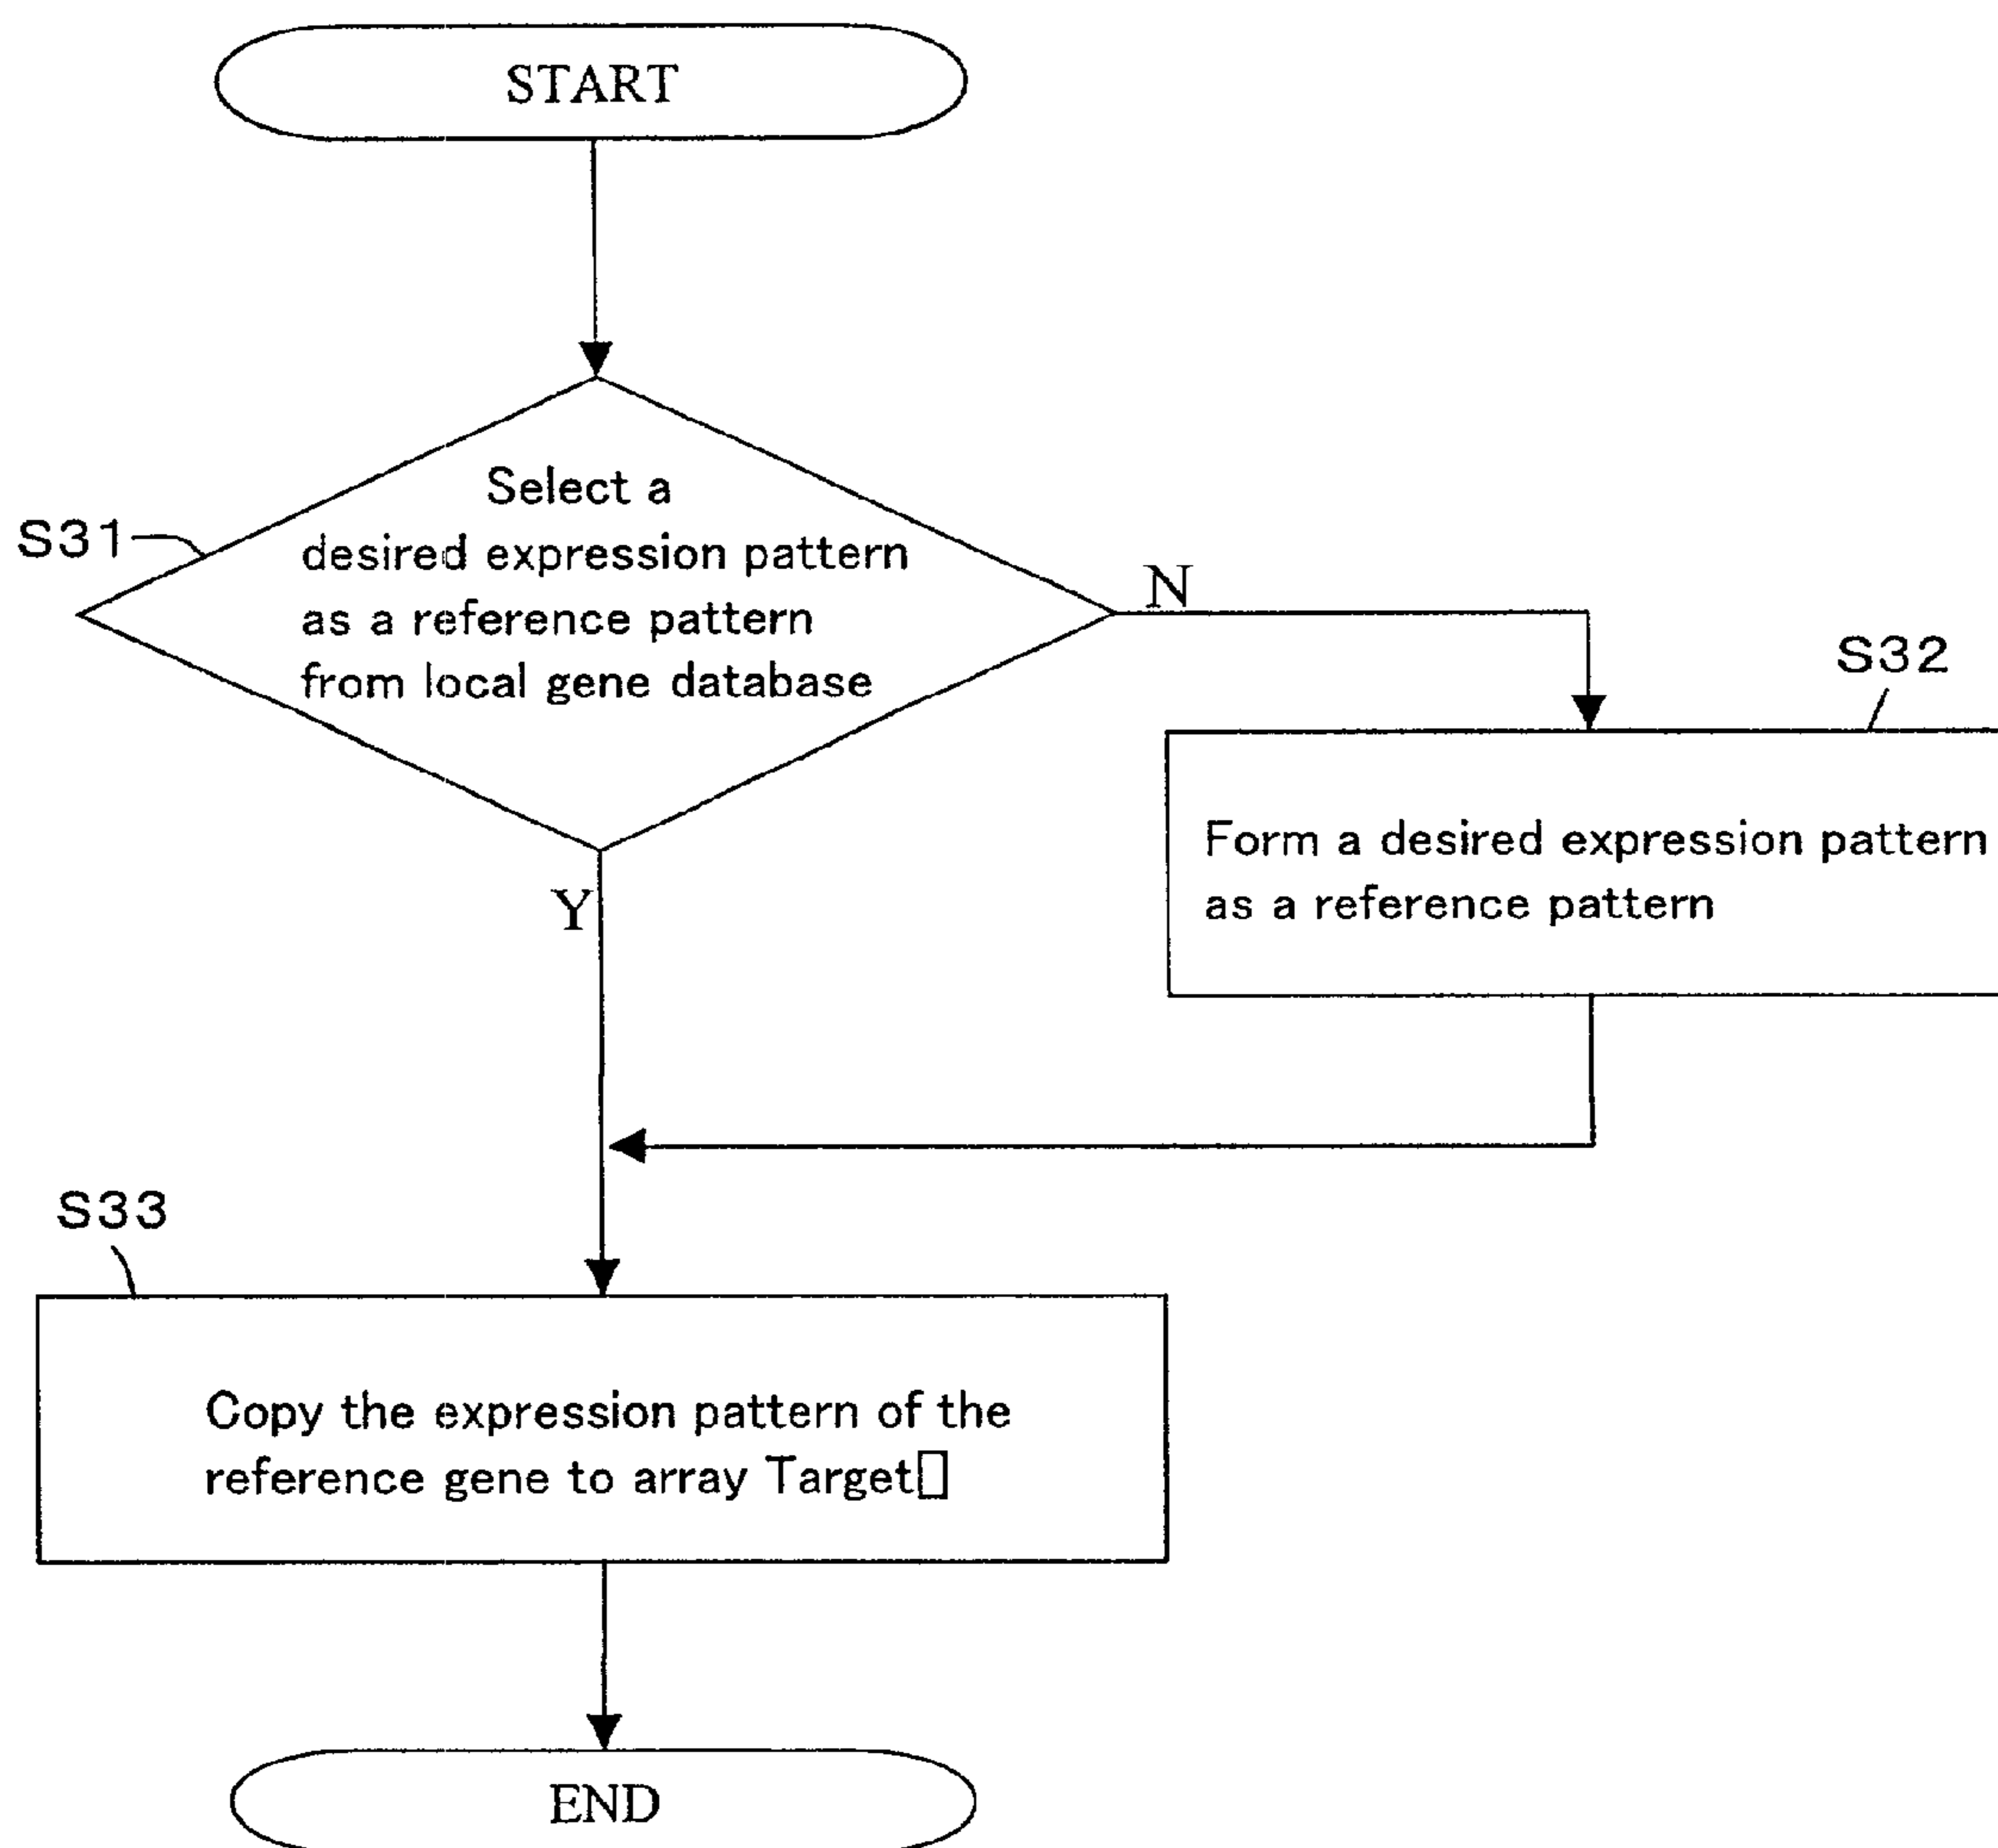 START
S31
Select a
desired expression pattern
as a reference pattern
from local gene database
N
S32
Form a desired expression pattern
as a reference pattern
Y
S33
Copy the expression pattern of the
reference gene to array Target[]
END